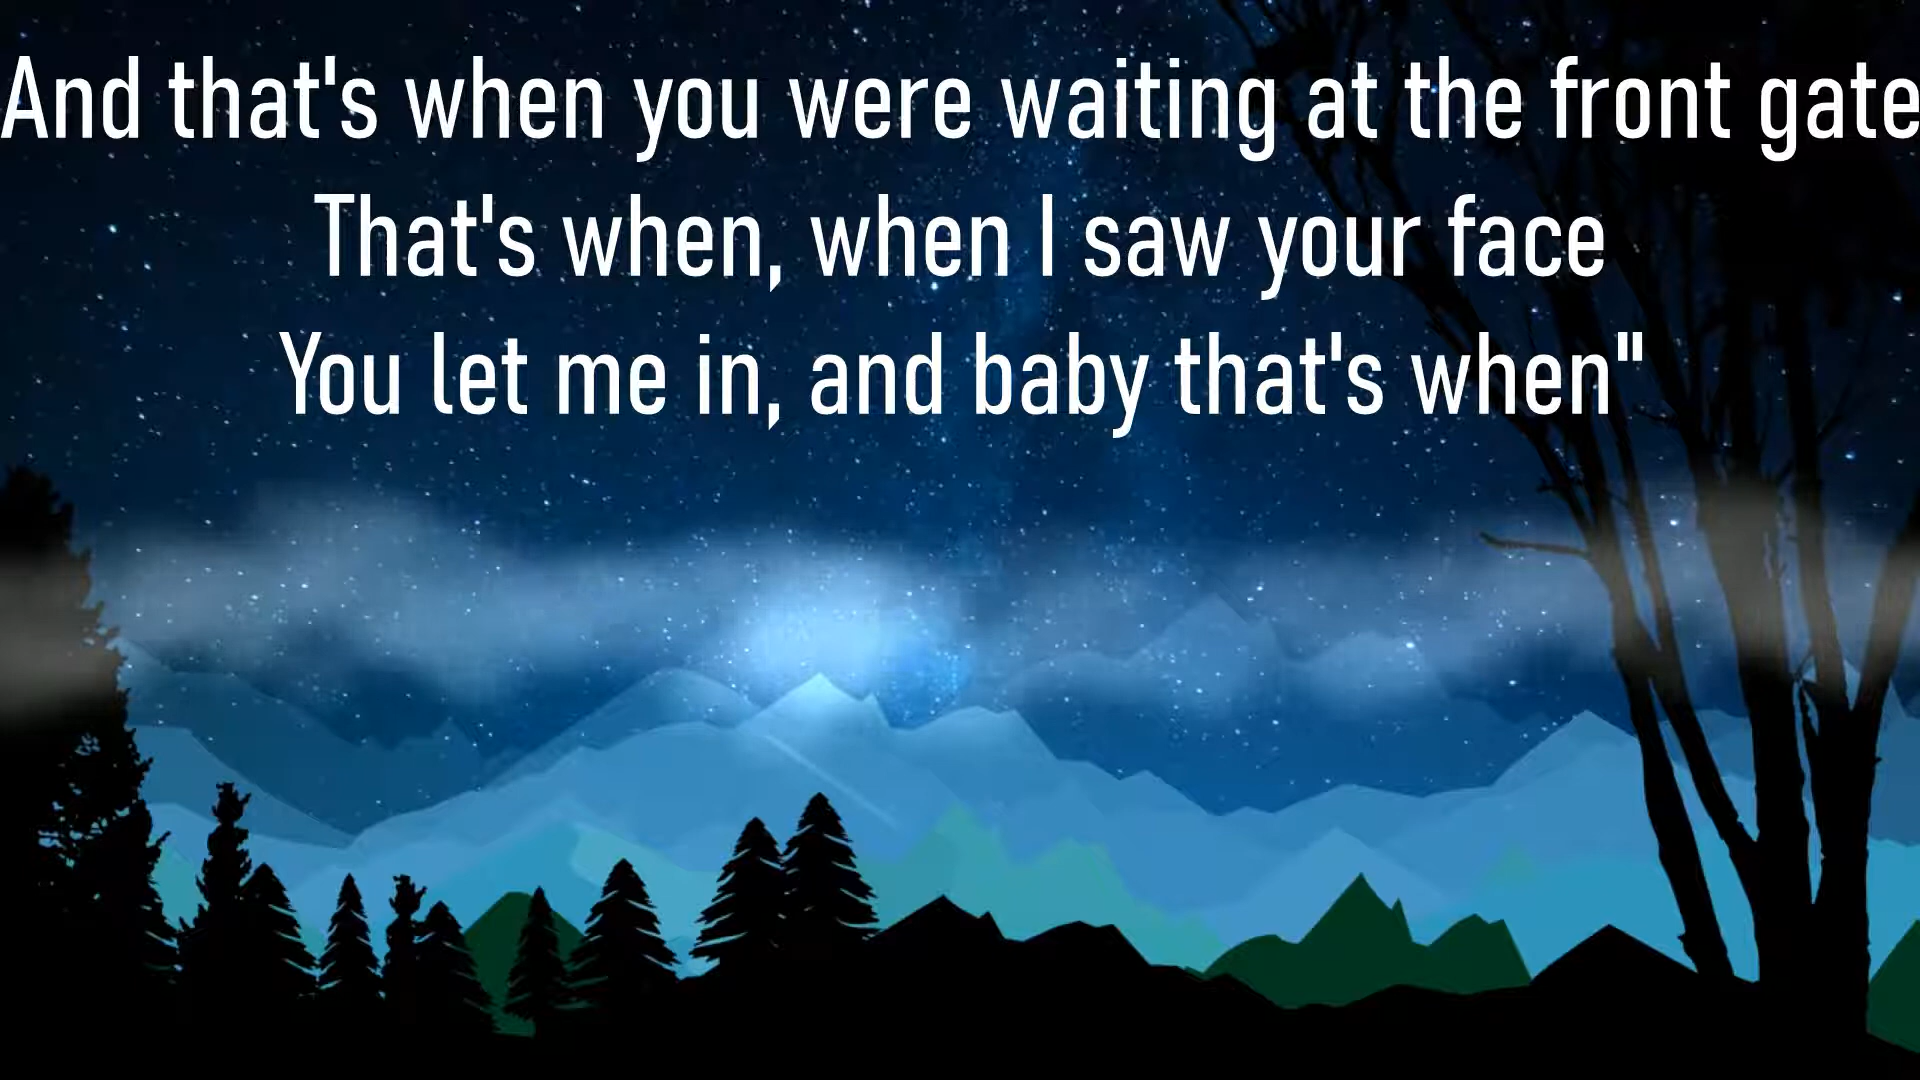 And that's when you were waiting at the front gate
That's when, when I saw your face
You let me in, and baby that's when"